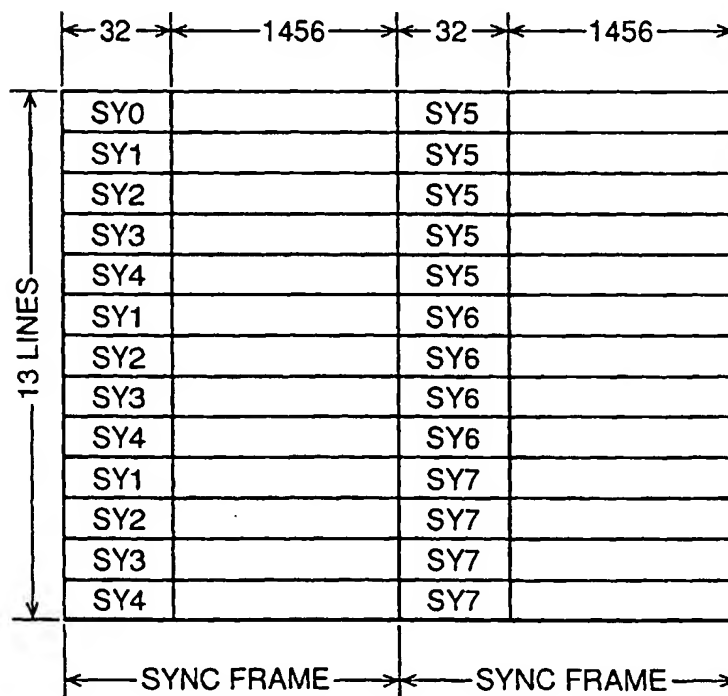 32 1456 32 1456
SY0 SY5
SY1 SY5
SY2 SY5
SY3 SY5
SY4 SY5
SY1 SY6
SY2 SY6
SY3 SY6
SY4 SY6
SY1 SY7
SY2 SY7
SY3 SY7
SY4 SY7
13 LINES
SYNC FRAME SYNC FRAME